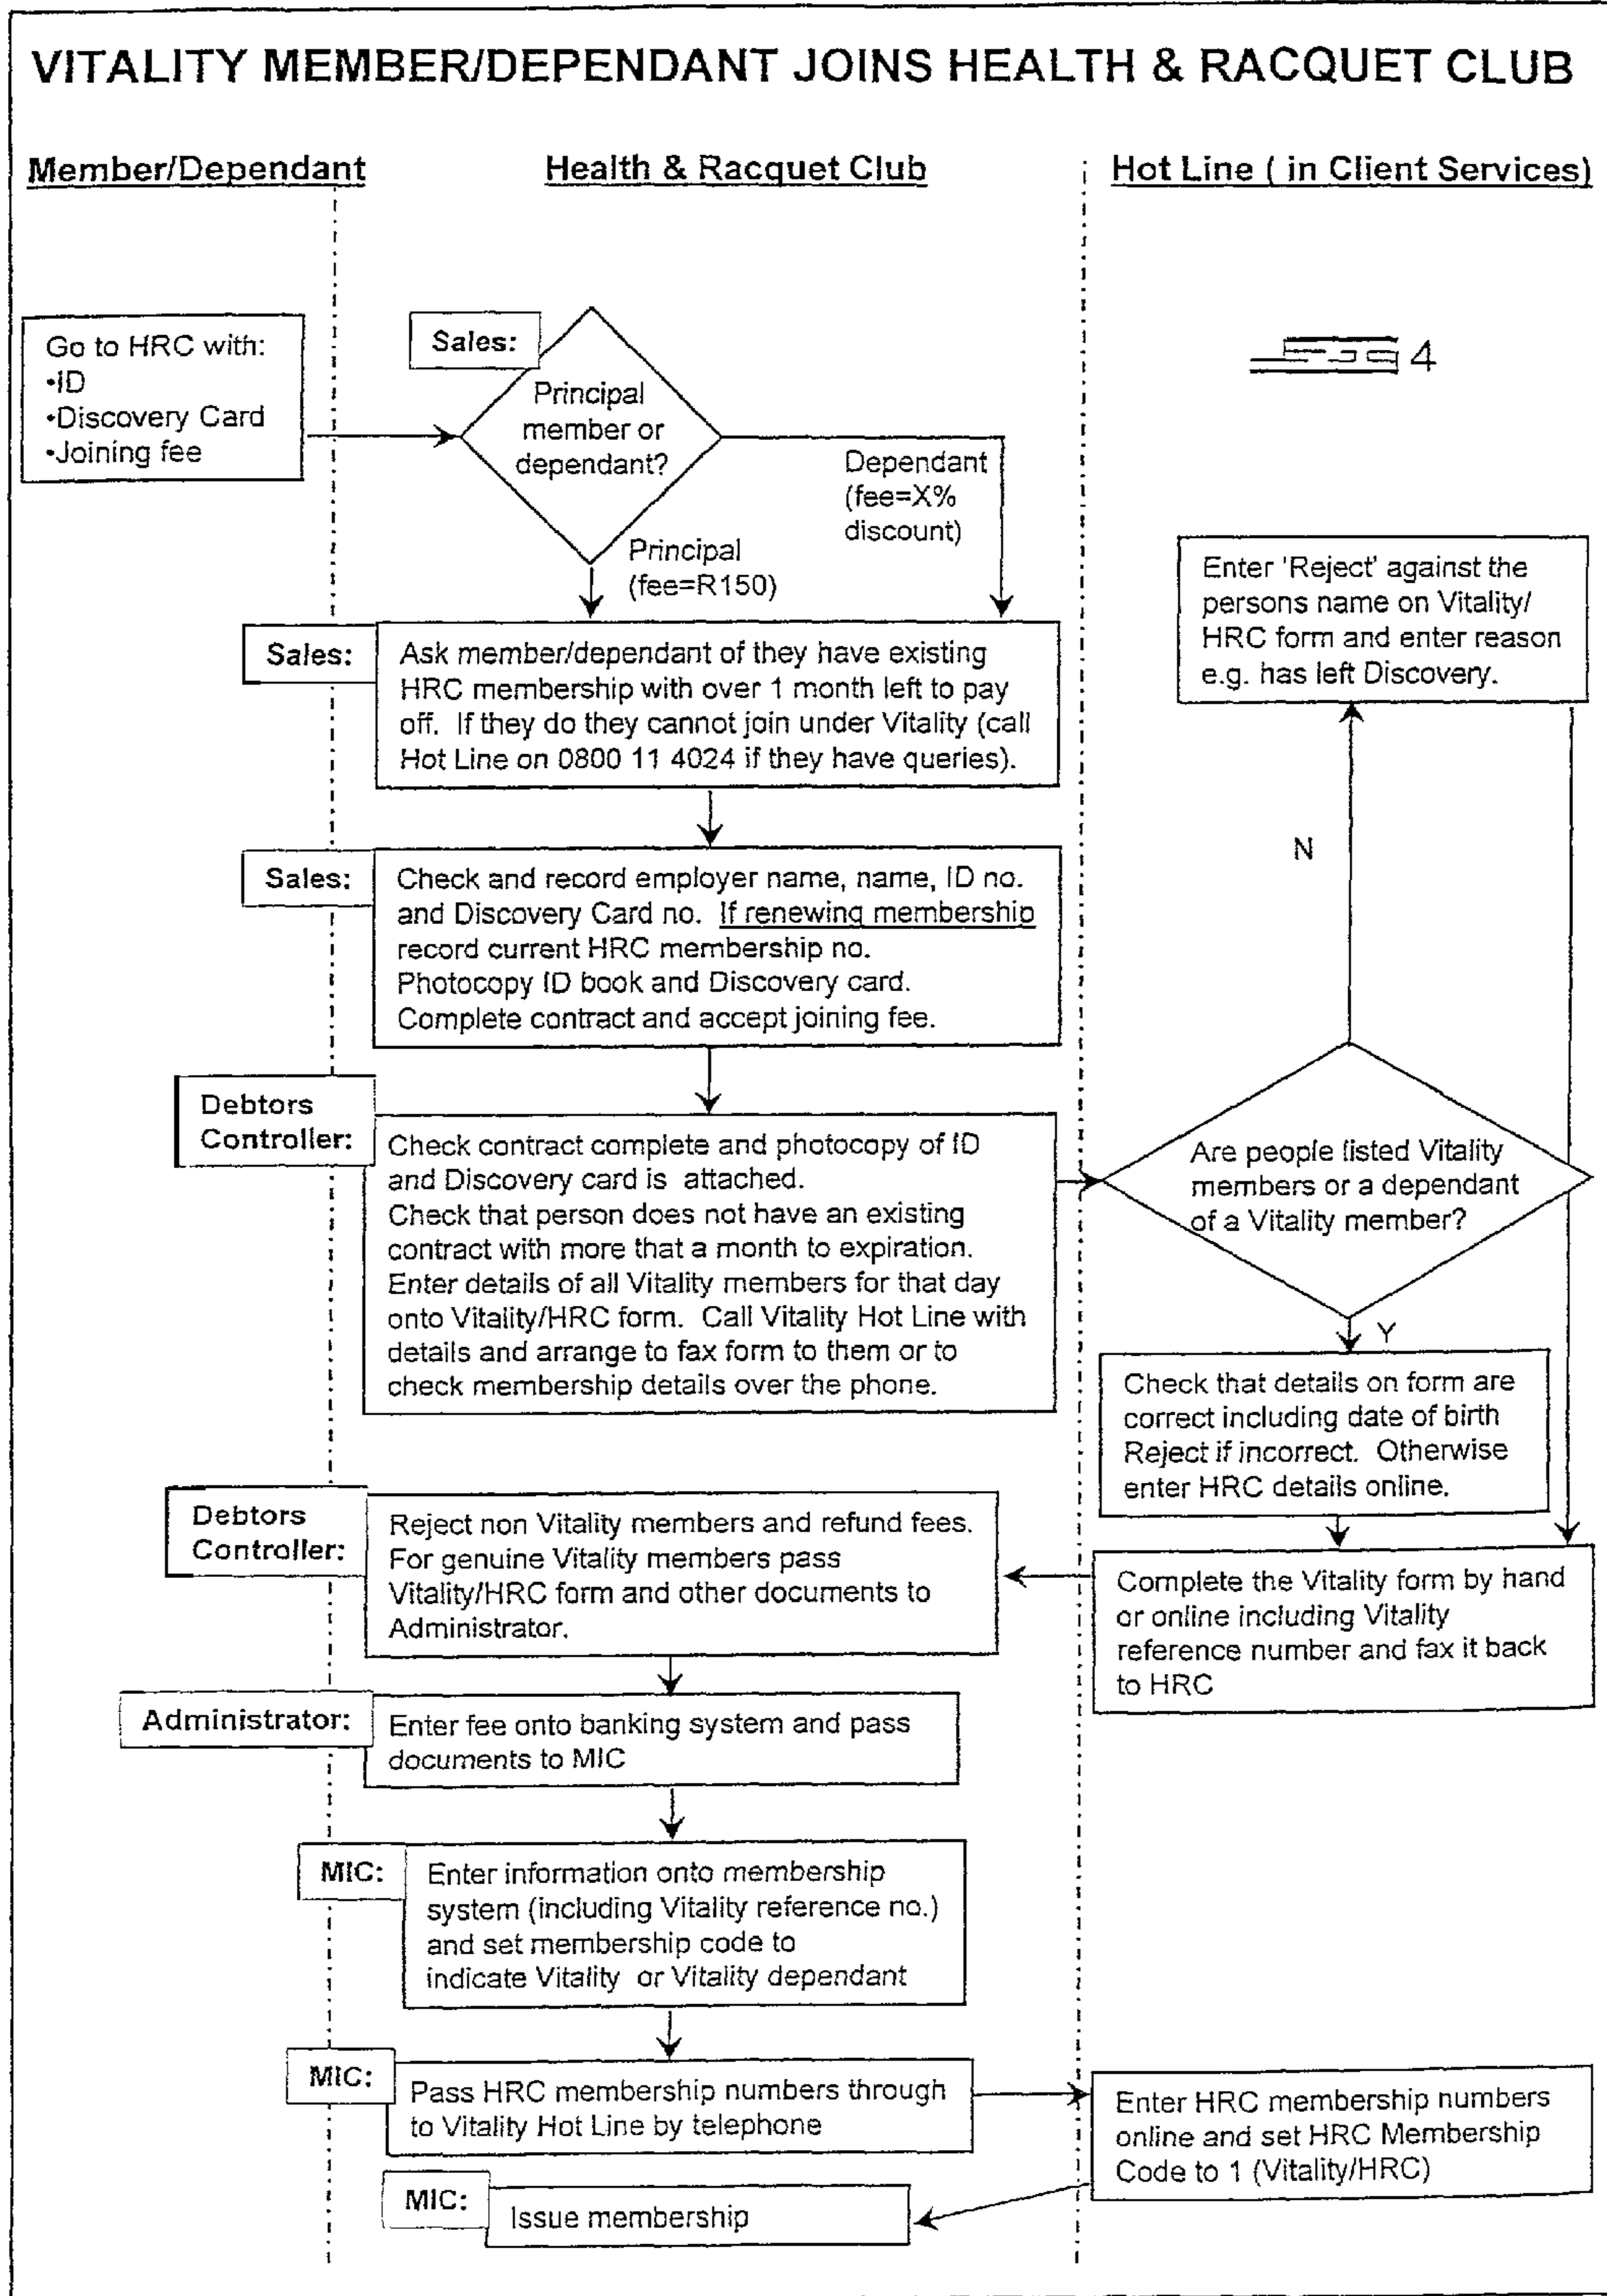 VITALITY MEMBER/DEPENDANT JOINS HEALTH & RACQUET CLUB
Member/Dependant
Health & Racquet Club
Hot Line ( in Client Services)
Go to HRC with:
•ID
•Discovery Card
•Joining fee
Sales:
Principal
member or
dependant?
4
Dependant
(fee=X%
discount)
Principal
(fee=R150)
Sales:
Ask member/dependant of they have existing
HRC membership with over 1 month left to pay
off. If they do they cannot join under Vitality (call
Hot Line on 0800 11 4024 if they have queries).
Enter 'Reject' against the
persons name on Vitality/
HRC form and enter reason
e.g. has left Discovery.
N
Sales:
Check and record employer name, name, ID no.
and Discovery Card no. If renewing membership
record current HRC membership no.
Photocopy ID book and Discovery card.
Complete contract and accept joining fee.
Debtors
Controller:
Check contract complete and photocopy of ID
and Discovery card is attached.
Check that person does not have an existing
contract with more that a month to expiration.
Enter details of all Vitality members for that day
onto Vitality/HRC form. Call Vitality Hot Line with
details and arrange to fax form to them or to
check membership details over the phone.
Are people listed Vitality
members or a dependant
of a Vitality member?
Y
Check that details on form are
correct including date of birth
Reject if incorrect. Otherwise
enter HRC details online.
Debtors
Controller:
Reject non Vitality members and refund fees.
For genuine Vitality members pass
Vitality/HRC form and other documents to
Administrator.
Complete the Vitality form by hand
or online including Vitality
reference number and fax it back
to HRC
Administrator:
Enter fee onto banking system and pass
documents to MIC
MIC:
Enter information onto membership
system (including Vitality reference no.)
and set membership code to
indicate Vitality or Vitality dependant
MIC:
Pass HRC membership numbers through
to Vitality Hot Line by telephone
Enter HRC membership numbers
online and set HRC Membership
Code to 1 (Vitality/HRC)
MIC:
Issue membership